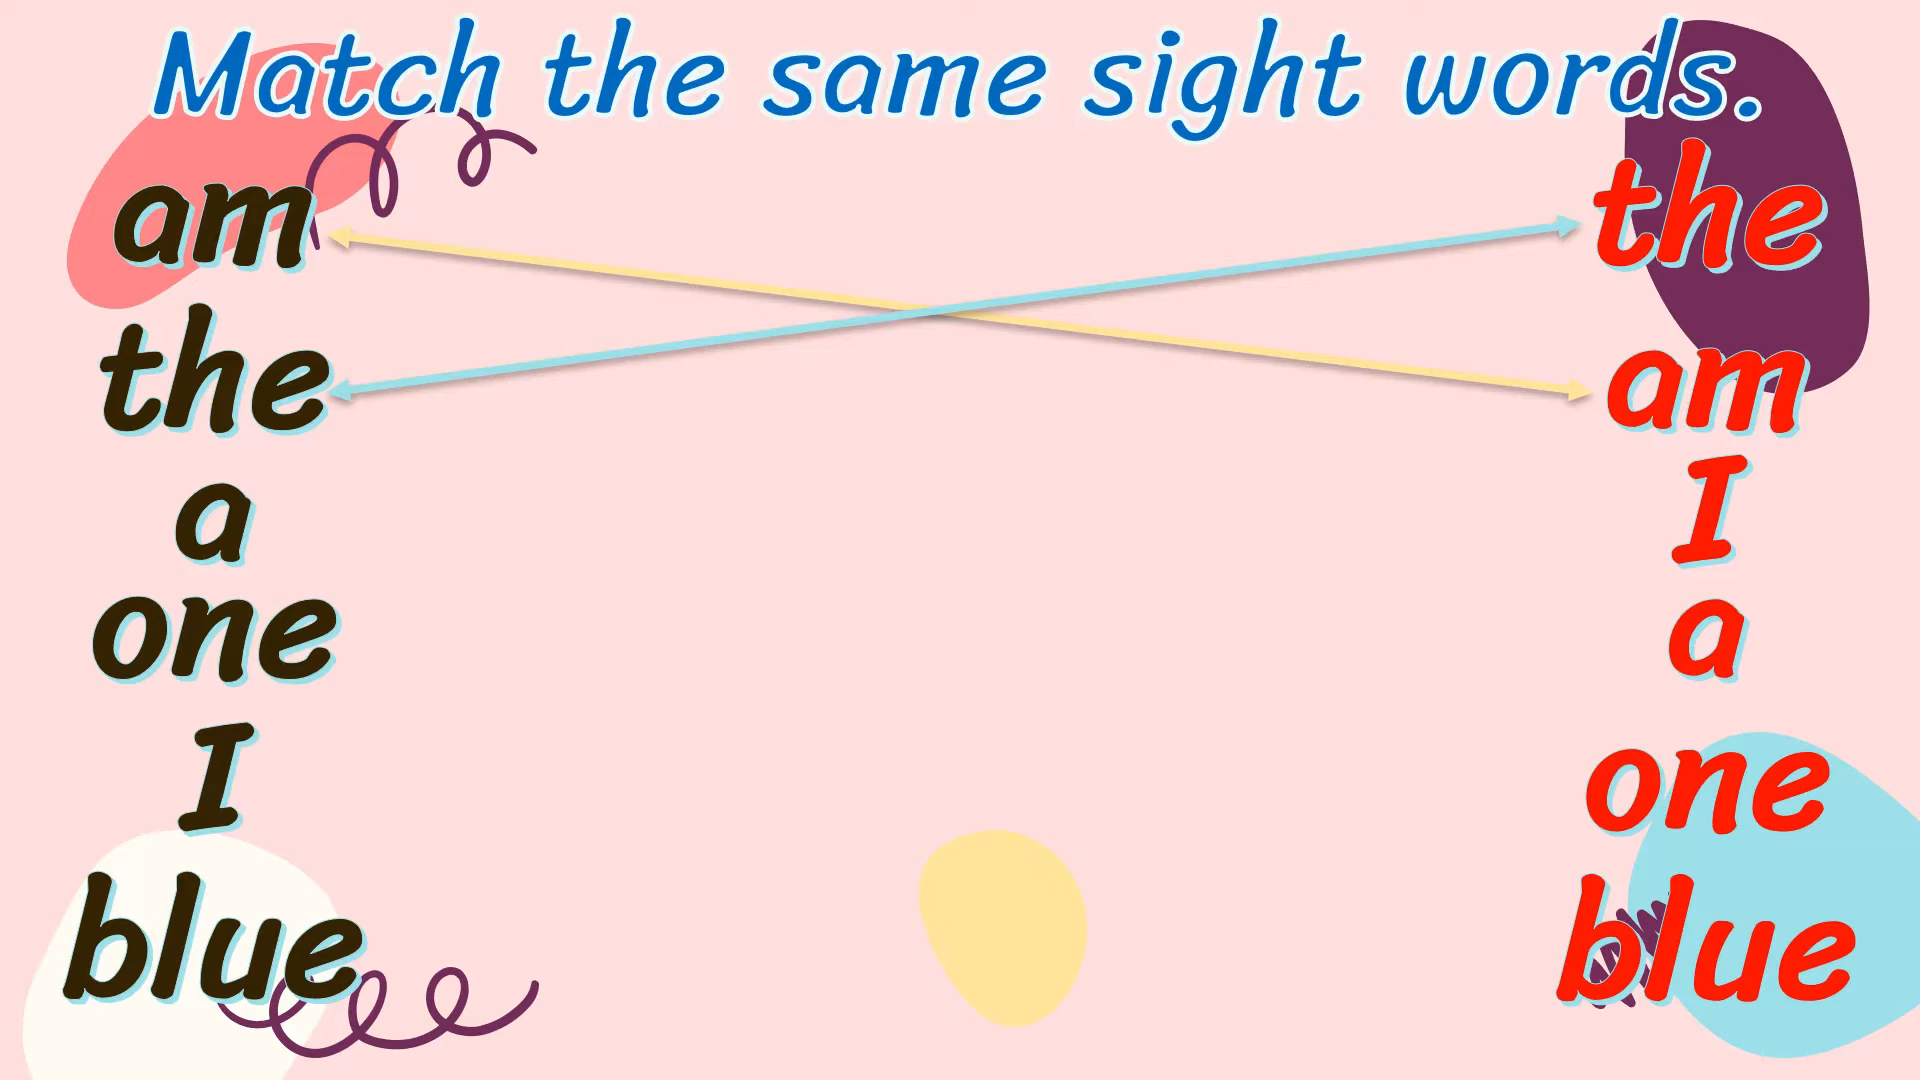 Match the same sight words.
am the
the am
a I
one a
I one
blue blue